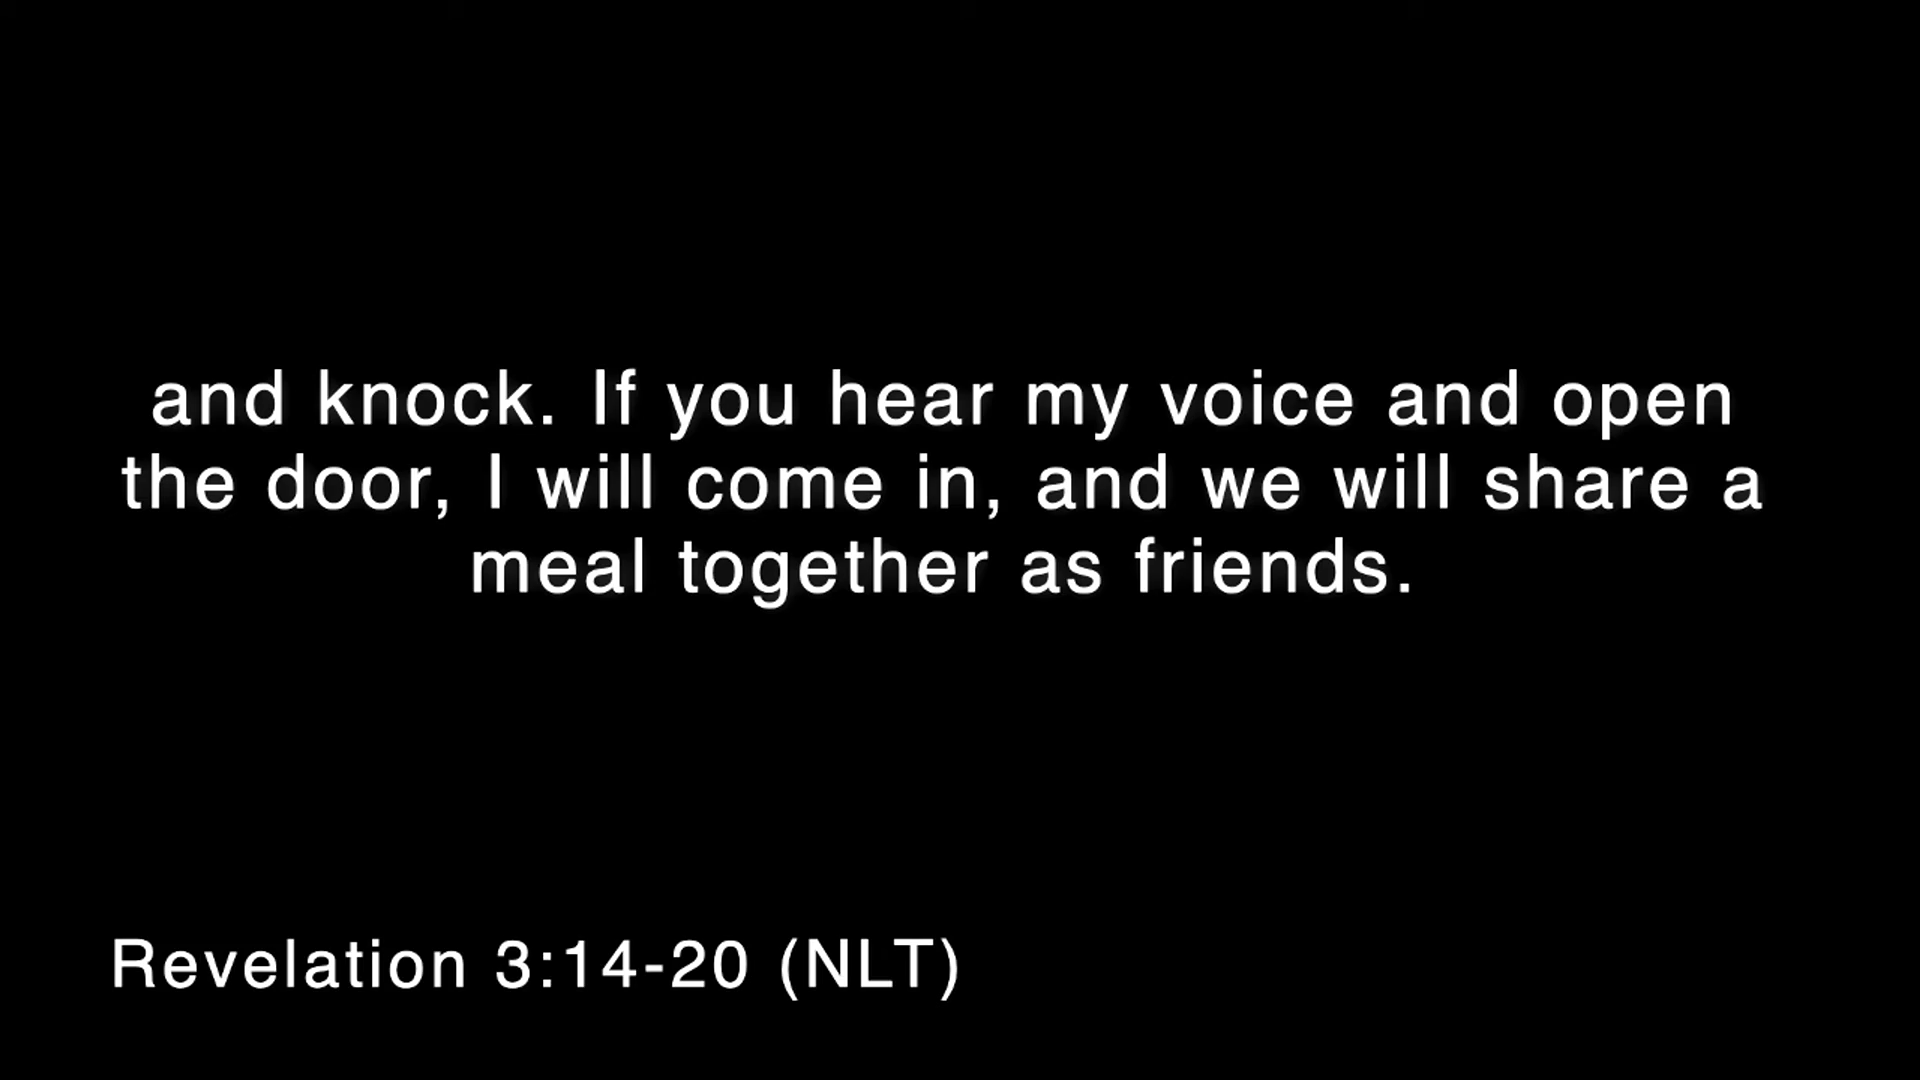 and knock. If you hear my voice and open
the door, I will come in, and we will share a
meal together as friends.
Revelation 3:14-20 (NLT)